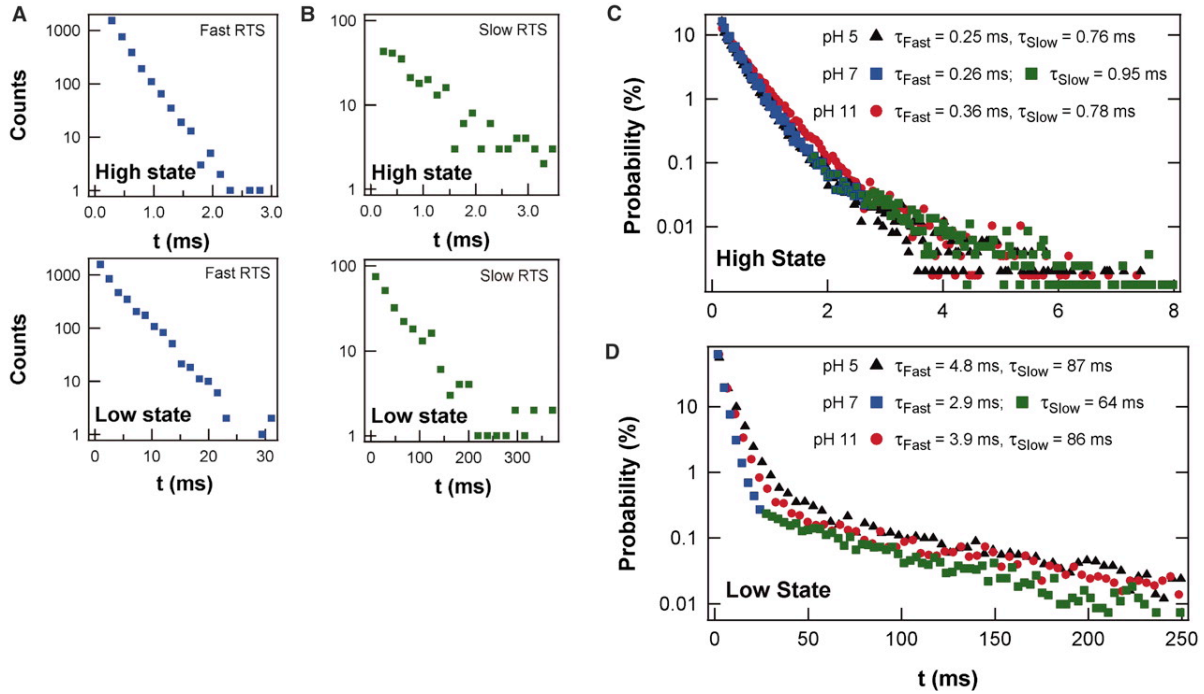 A
Fast RTS
1000
100
10
1
Counts
High state
0.0 1.0 2.0 3.0
t (ms)
B
Slow RTS
100
10
1
High state
0.0 1.0 2.0 3.0
t (ms)
Fast RTS
1000
100
10
1
Counts
Low state
0 10 20 30
t (ms)
Slow RTS
100
10
1
Low state
0 100 200 300
t (ms)
C
pH 5 ▲ τFast = 0.25 ms, τSlow = 0.76 ms
pH 7 ■ τFast = 0.26 ms; ■ τSlow = 0.95 ms
pH 11 ● τFast = 0.36 ms, τSlow = 0.78 ms
10
1
0.1
0.01
Probability (%)
High State
0 2 4 6 8
D
pH 5 ▲ τFast = 4.8 ms, τSlow = 87 ms
pH 7 ■ τFast = 2.9 ms; ■ τSlow = 64 ms
pH 11 ● τFast = 3.9 ms, τSlow = 86 ms
10
1
0.1
0.01
Probability (%)
Low State
0 50 100 150 200 250
t (ms)